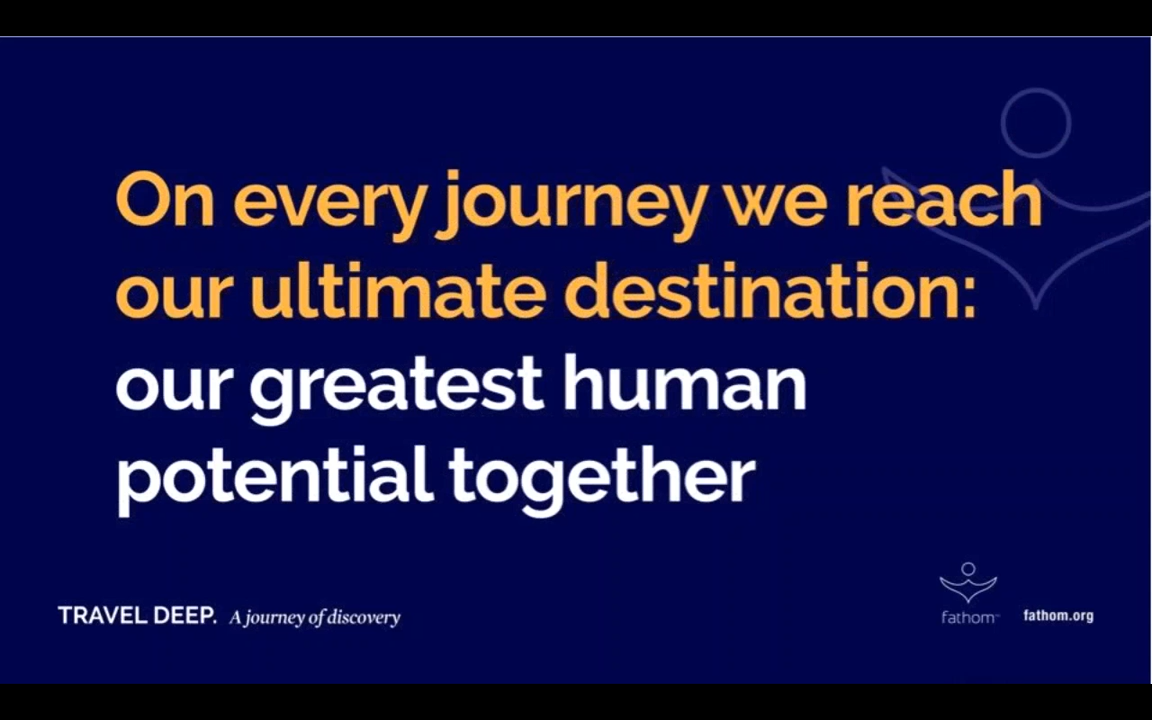 On every journey we reach
our ultimate destination:
our greatest human
potential together
TRAVEL DEEP. A journey of discovery
fathom™ fathom.org